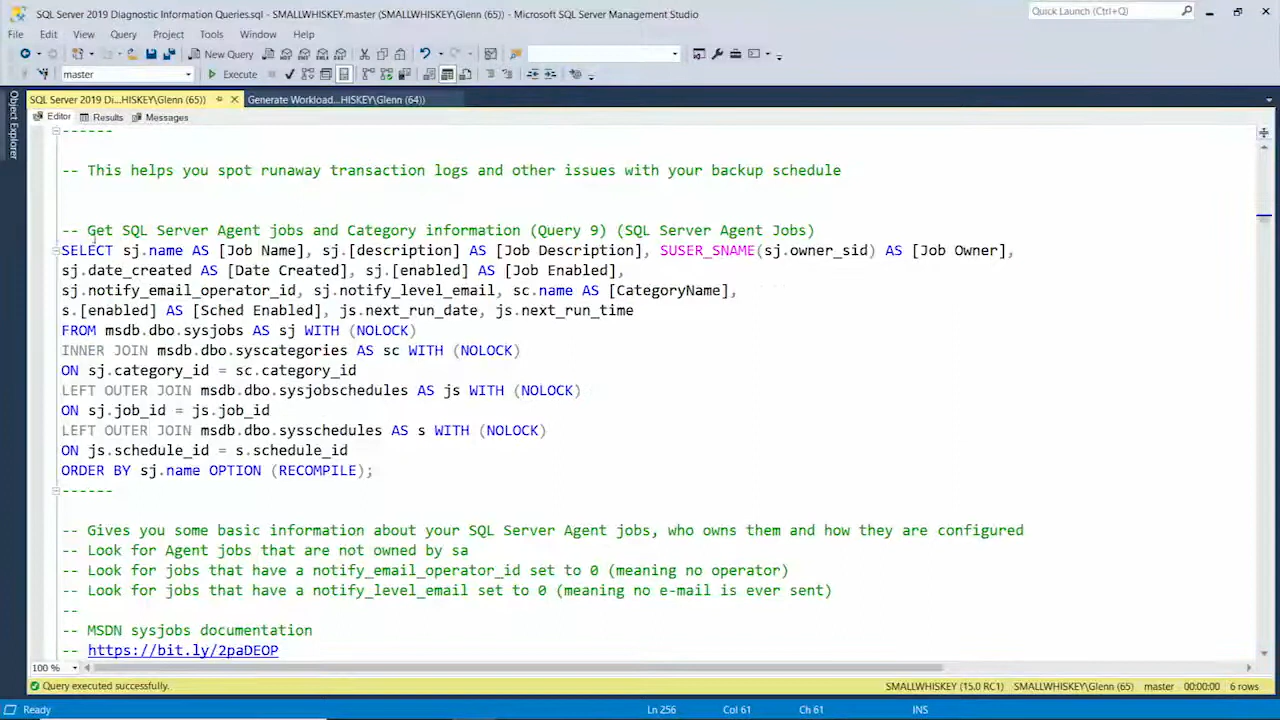 SQL Server 2019 Diagnostic Information Queries.sql - SMALLWHISKEY.master (SMALLWHISKEY\Glenn (65)) - Microsoft SQL Server Management Studio
Quick Launch (Ctrl+Q)
File Edit View Query Project Tools Window Help
New Query
master
Execute
SQL Server 2019 Di...HISKEY\Glenn (65))
Generate Workload...HISKEY\Glenn (64))
Object Explorer
Editor Results Messages
------
-- This helps you spot runaway transaction logs and other issues with your backup schedule
-- Get SQL Server Agent jobs and Category information (Query 9) (SQL Server Agent Jobs)
SELECT sj.name AS [Job Name], sj.[description] AS [Job Description], SUSER_SNAME(sj.owner_sid) AS [Job Owner],
sj.date_created AS [Date Created], sj.[enabled] AS [Job Enabled],
sj.notify_email_operator_id, sj.notify_level_email, sc.name AS [CategoryName],
s.[enabled] AS [Sched Enabled], js.next_run_date, js.next_run_time
FROM msdb.dbo.sysjobs AS sj WITH (NOLOCK)
INNER JOIN msdb.dbo.syscategories AS sc WITH (NOLOCK)
ON sj.category_id = sc.category_id
LEFT OUTER JOIN msdb.dbo.sysjobschedules AS js WITH (NOLOCK)
ON sj.job_id = js.job_id
LEFT OUTER JOIN msdb.dbo.sysschedules AS s WITH (NOLOCK)
ON js.schedule_id = s.schedule_id
ORDER BY sj.name OPTION (RECOMPILE);
------
-- Gives you some basic information about your SQL Server Agent jobs, who owns them and how they are configured
-- Look for Agent jobs that are not owned by sa
-- Look for jobs that have a notify_email_operator_id set to 0 (meaning no operator)
-- Look for jobs that have a notify_level_email set to 0 (meaning no e-mail is ever sent)
--
-- MSDN sysjobs documentation
-- https://bit.ly/2paDEOP
100 %
Query executed successfully.
SMALLWHISKEY (15.0 RC1) SMALLWHISKEY\Glenn (65) master 00:00:00 6 rows
Ready
Ln 256 Col 61 Ch 61 INS